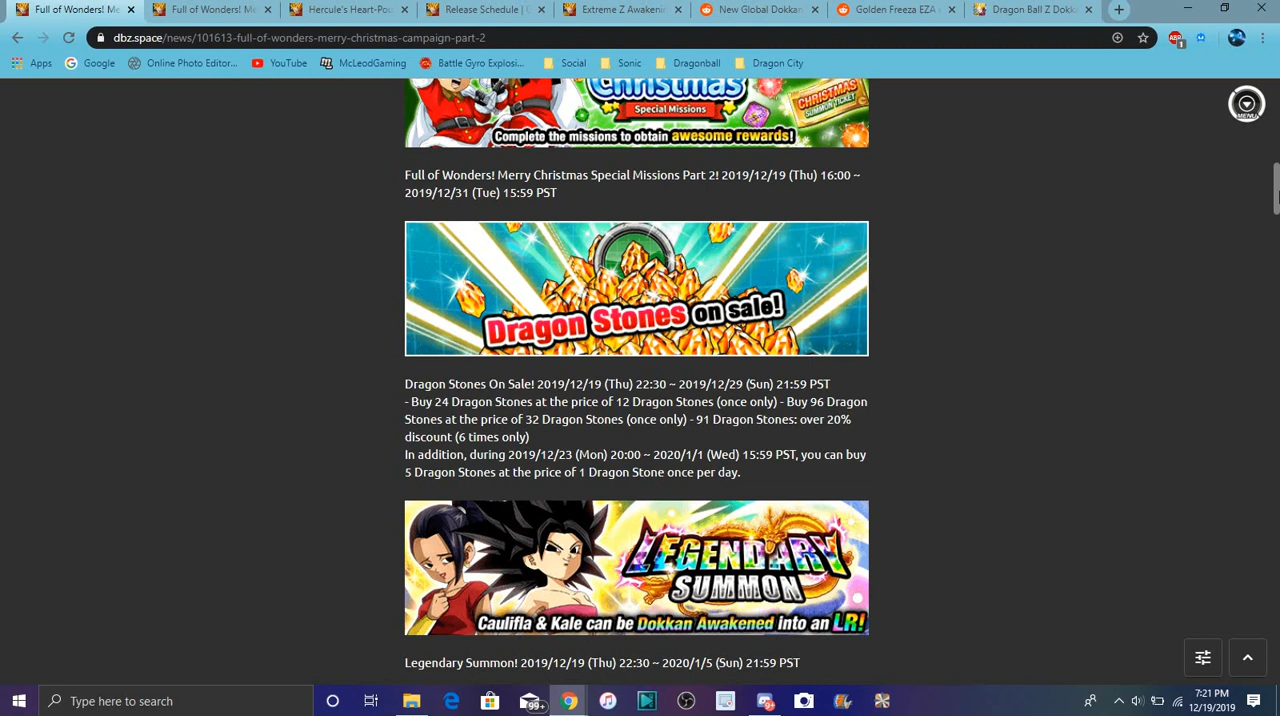 Full of Wonders! Me
Full of Wonders! Me
Hercule's Heart-Pou
Release Schedule | G
Extreme Z Awakenin
New Global Dokkan
Golden Freeza EZA
Dragon Ball Z Dokk
dbz.space/news/101613-full-of-wonders-merry-christmas-campaign-part-2
ABP
1
Apps
Google
Online Photo Editor...
YouTube
McLeodGaming
Battle Gyro Explosi...
Social
Sonic
Dragonball
Dragon City
Christmas
Special Missions
CHRISTMAS
SUMMON TICKET
Complete the missions to obtain awesome rewards!
MENU
Full of Wonders! Merry Christmas Special Missions Part 2! 2019/12/19 (Thu) 16:00 ~
2019/12/31 (Tue) 15:59 PST
Dragon Stones on sale!
Dragon Stones On Sale! 2019/12/19 (Thu) 22:30 ~ 2019/12/29 (Sun) 21:59 PST
- Buy 24 Dragon Stones at the price of 12 Dragon Stones (once only) - Buy 96 Dragon
Stones at the price of 32 Dragon Stones (once only) - 91 Dragon Stones: over 20%
discount (6 times only)
In addition, during 2019/12/23 (Mon) 20:00 ~ 2020/1/1 (Wed) 15:59 PST, you can buy
5 Dragon Stones at the price of 1 Dragon Stone once per day.
LEGENDARY
SUMMON
Caulifla & Kale can be Dokkan Awakened into an LR!
Legendary Summon! 2019/12/19 (Thu) 22:30 ~ 2020/1/5 (Sun) 21:59 PST
Type here to search
99+
9+
7:21 PM
12/19/2019